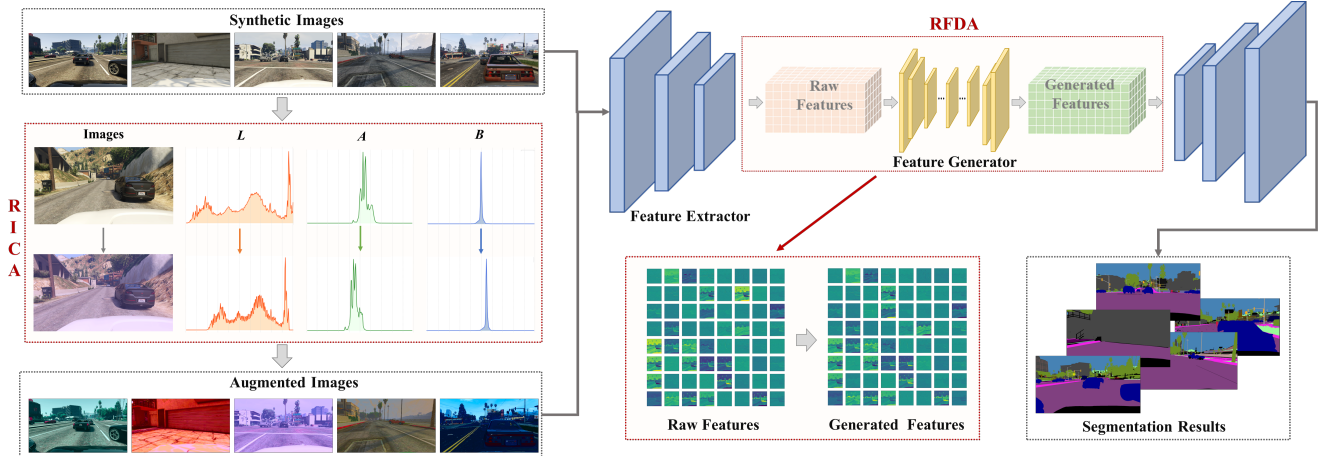 Synthetic Images
RICA
Images
L
A
B
Augmented Images
Feature Extractor
RFDA
Raw
Features
Feature Generator
Generated
Features
Raw Features
Generated Features
Segmentation Results